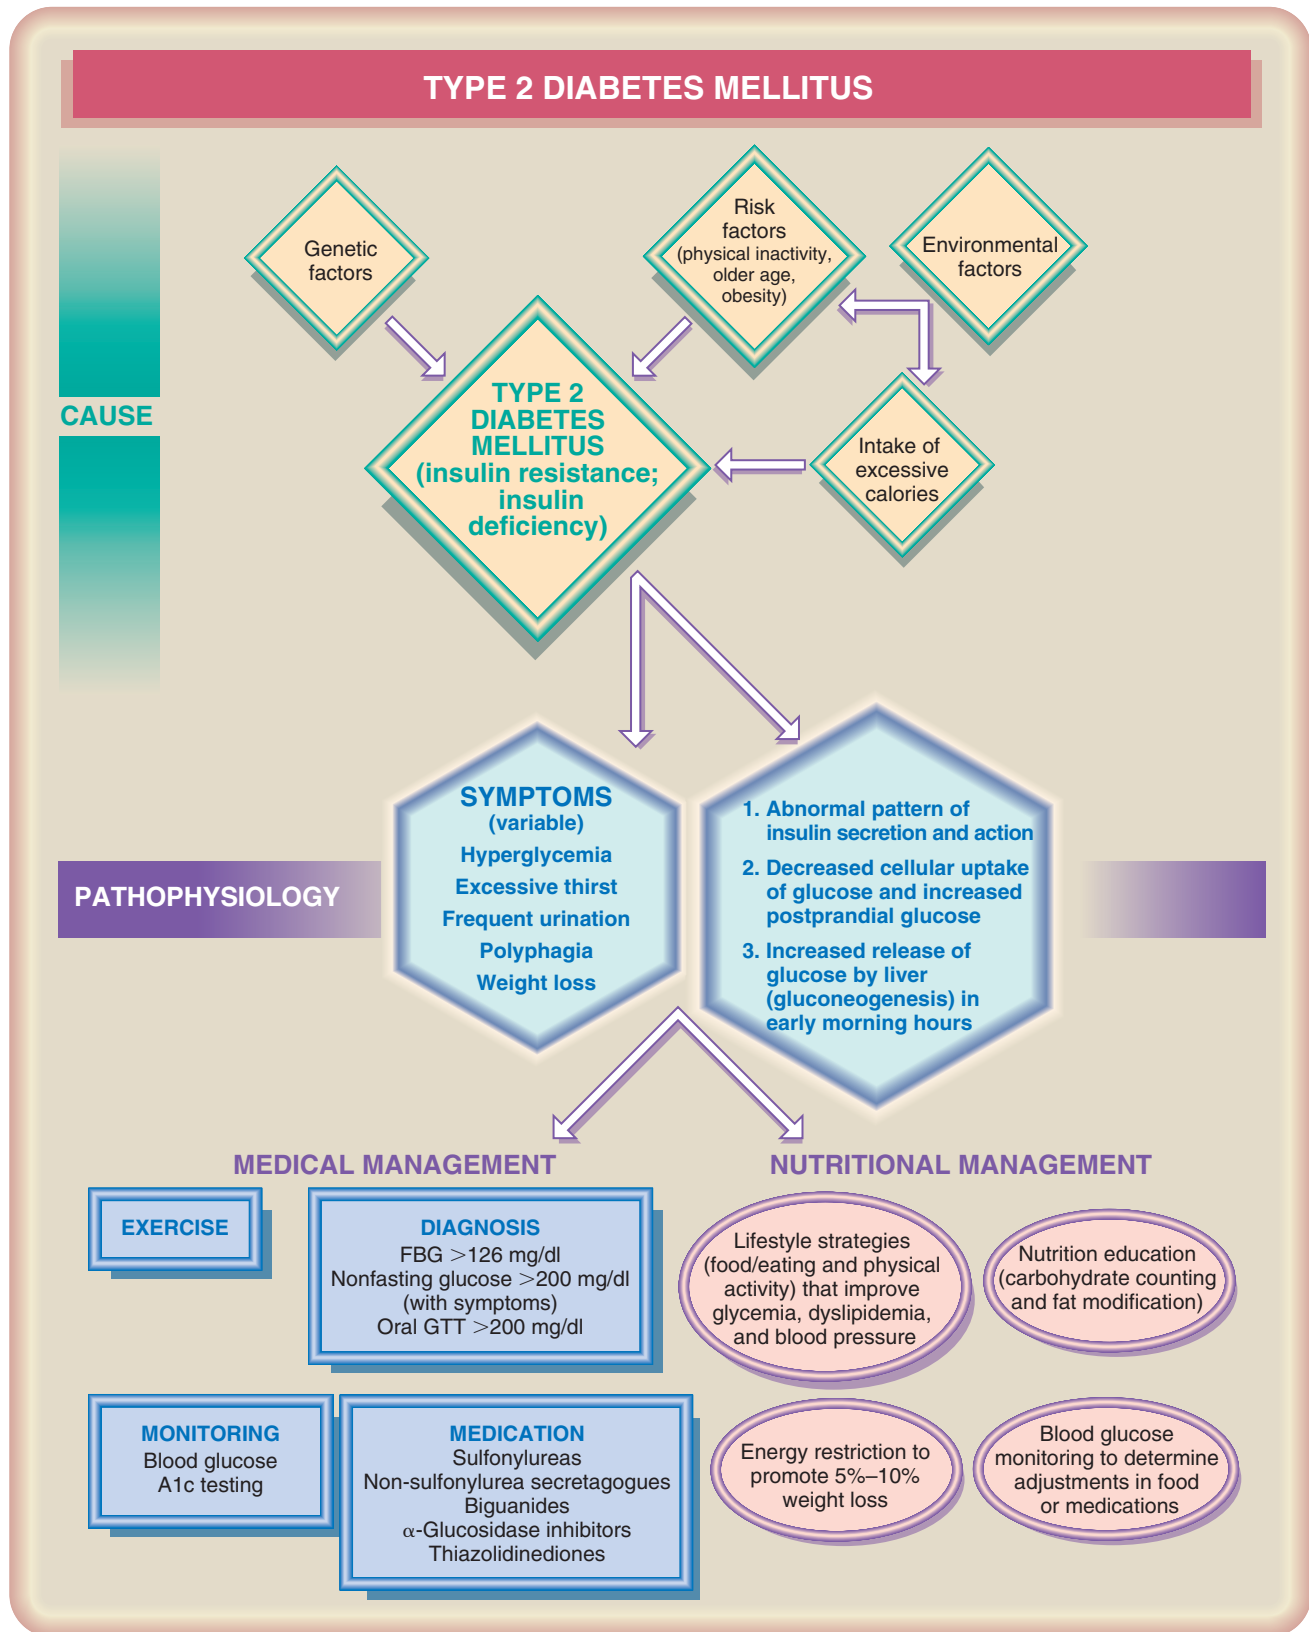 TYPE 2 DIABETES MELLITUS
Genetic
factors
Risk
factors
(physical inactivity,
older age,
obesity)
Environmental
factors
CAUSE
TYPE 2
DIABETES
MELLITUS
(insulin resistance;
insulin
deficiency)
Intake of
excessive
calories
PATHOPHYSIOLOGY
SYMPTOMS
(variable)
Hyperglycemia
Excessive thirst
Frequent urination
Polyphagia
Weight loss
1. Abnormal pattern of
insulin secretion and action
2. Decreased cellular uptake
of glucose and increased
postprandial glucose
3. Increased release of
glucose by liver
(gluconeogenesis) in
early morning hours
MEDICAL MANAGEMENT
EXERCISE
DIAGNOSIS
FBG >126 mg/dl
Nonfasting glucose >200 mg/dl
(with symptoms)
Oral GTT >200 mg/dl
MONITORING
Blood glucose
A1c testing
MEDICATION
Sulfonylureas
Non-sulfonylurea secretagogues
Biguanides
α-Glucosidase inhibitors
Thiazolidinediones
NUTRITIONAL MANAGEMENT
Lifestyle strategies
(food/eating and physical
activity) that improve
glycemia, dyslipidemia,
and blood pressure
Nutrition education
(carbohydrate counting
and fat modification)
Energy restriction to
promote 5%–10%
weight loss
Blood glucose
monitoring to determine
adjustments in food
or medications